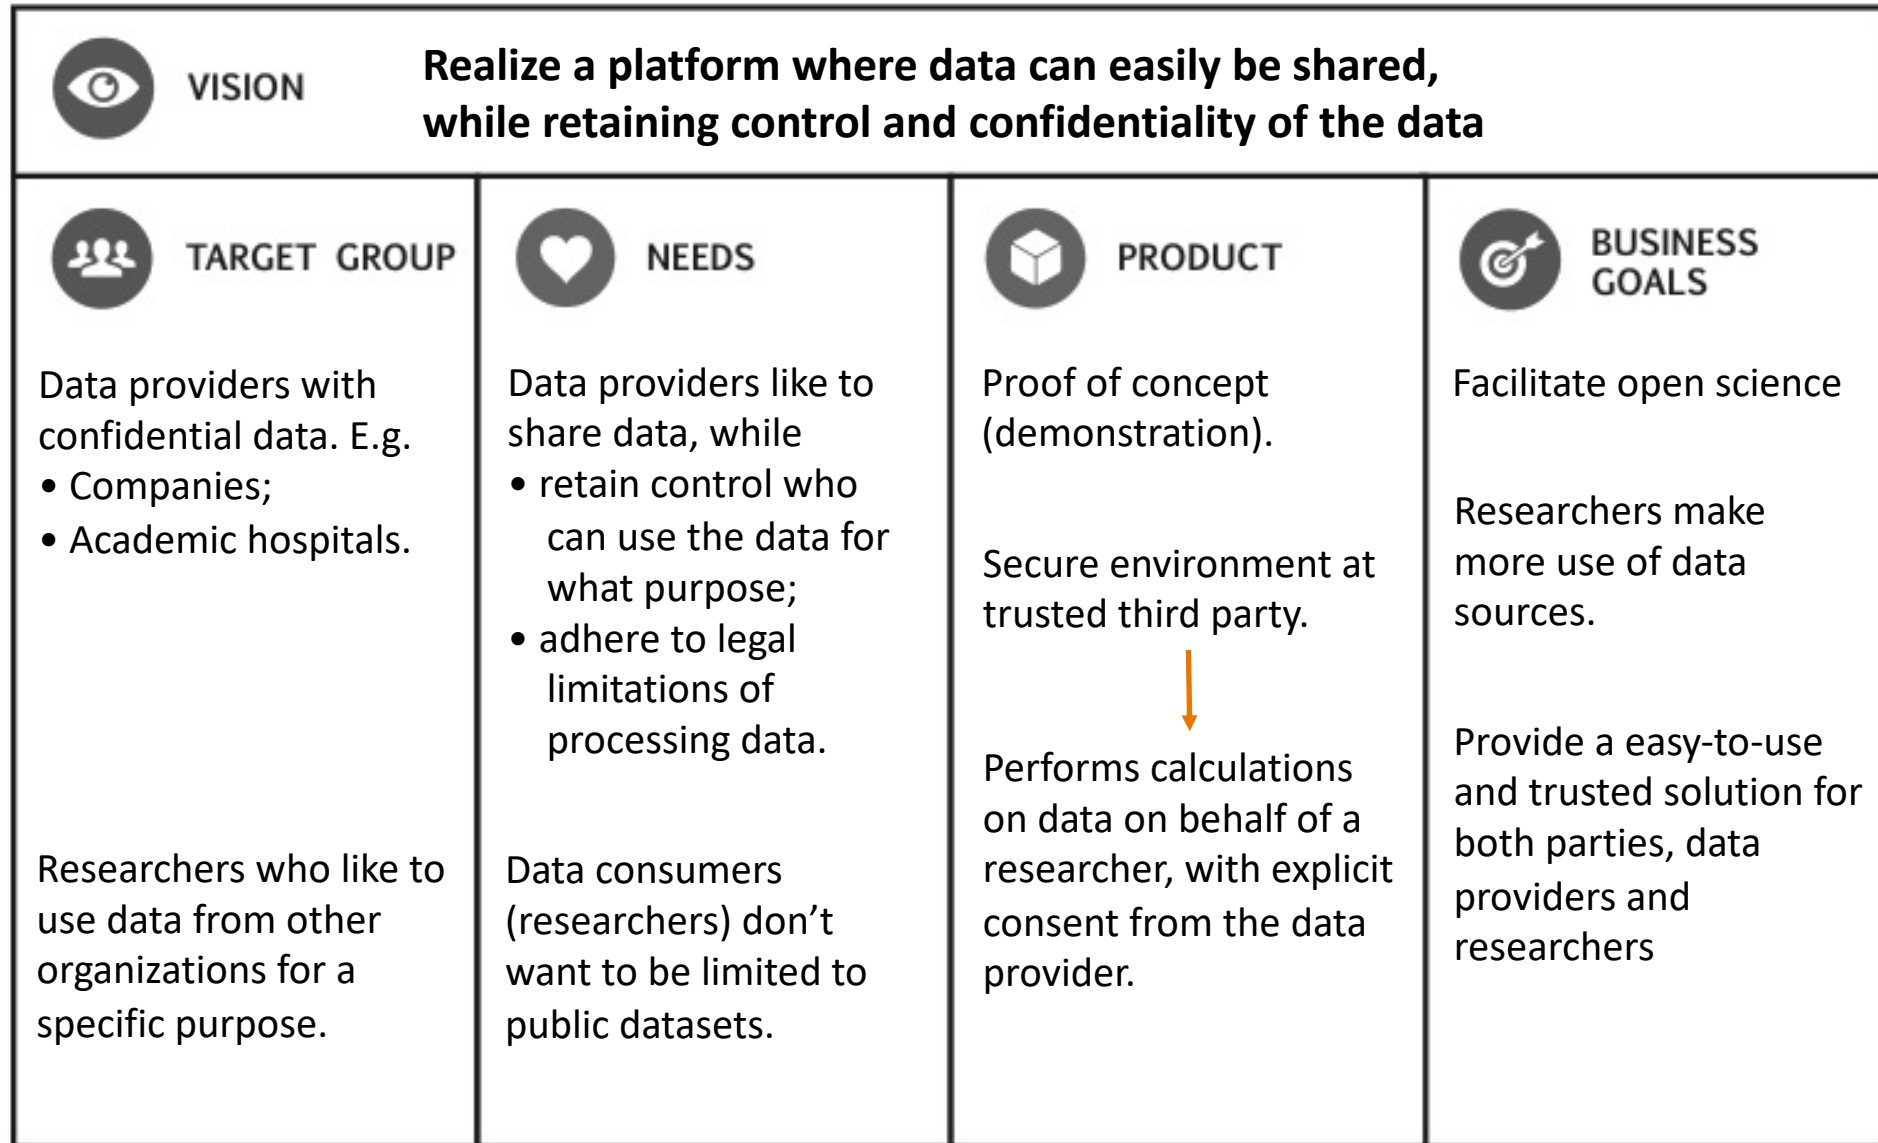 VISION
Realize a platform where data can easily be shared,
while retaining control and confidentiality of the data
TARGET GROUP
Data providers with
confidential data. E.g.
• Companies;
• Academic hospitals.
Researchers who like to
use data from other
organizations for a
specific purpose.
NEEDS
Data providers like to
share data, while
• retain control who
can use the data for
what purpose;
• adhere to legal
limitations of
processing data.
Data consumers
(researchers) don’t
want to be limited to
public datasets.
PRODUCT
Proof of concept
(demonstration).
Secure environment at
trusted third party.
Performs calculations
on data on behalf of a
researcher, with explicit
consent from the data
provider.
BUSINESS
GOALS
Facilitate open science
Researchers make
more use of data
sources.
Provide a easy-to-use
and trusted solution for
both parties, data
providers and
researchers